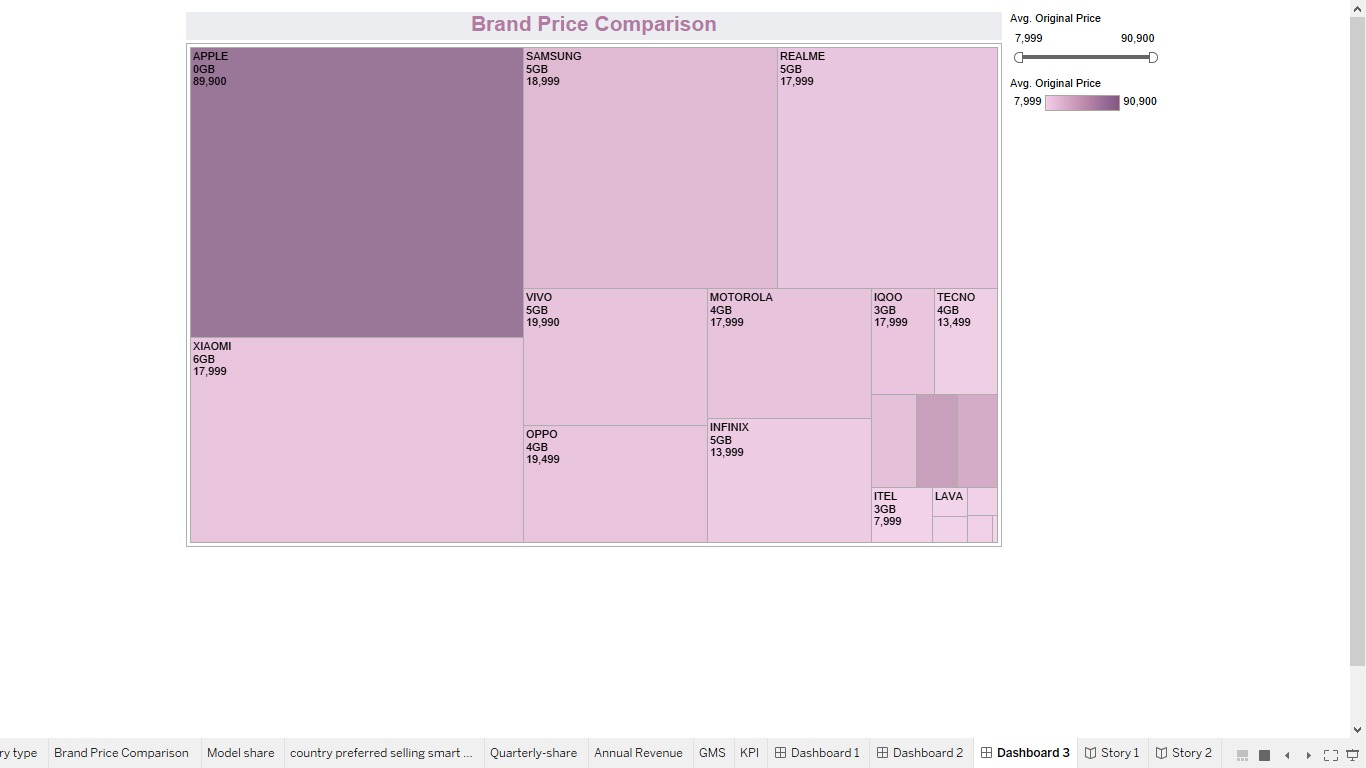 Brand Price Comparison
APPLE
0GB
89,900
SAMSUNG
5GB
18,999
REALME
5GB
17,999
XIAOMI
6GB
17,999
VIVO
5GB
19,990
MOTOROLA
4GB
17,999
IQOO
3GB
17,999
TECNO
4GB
13,499
OPPO
4GB
19,499
INFINIX
5GB
13,999
ITEL
3GB
7,999
LAVA
Avg. Original Price
7,999 90,900
Avg. Original Price
7,999 90,900
ry type Brand Price Comparison Model share country preferred selling smart ... Quarterly-share Annual Revenue GMS KPI Dashboard 1 Dashboard 2 Dashboard 3 Story 1 Story 2